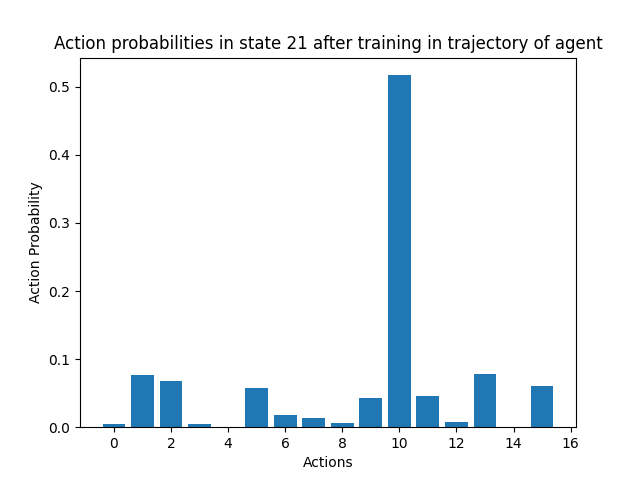 Action probabilities in state 21 after training in trajectory of agent
0.5
0.4
0.3
0.2
0.1
0.0
Action Probability
0 2 4 6 8 10 12 14 16
Actions